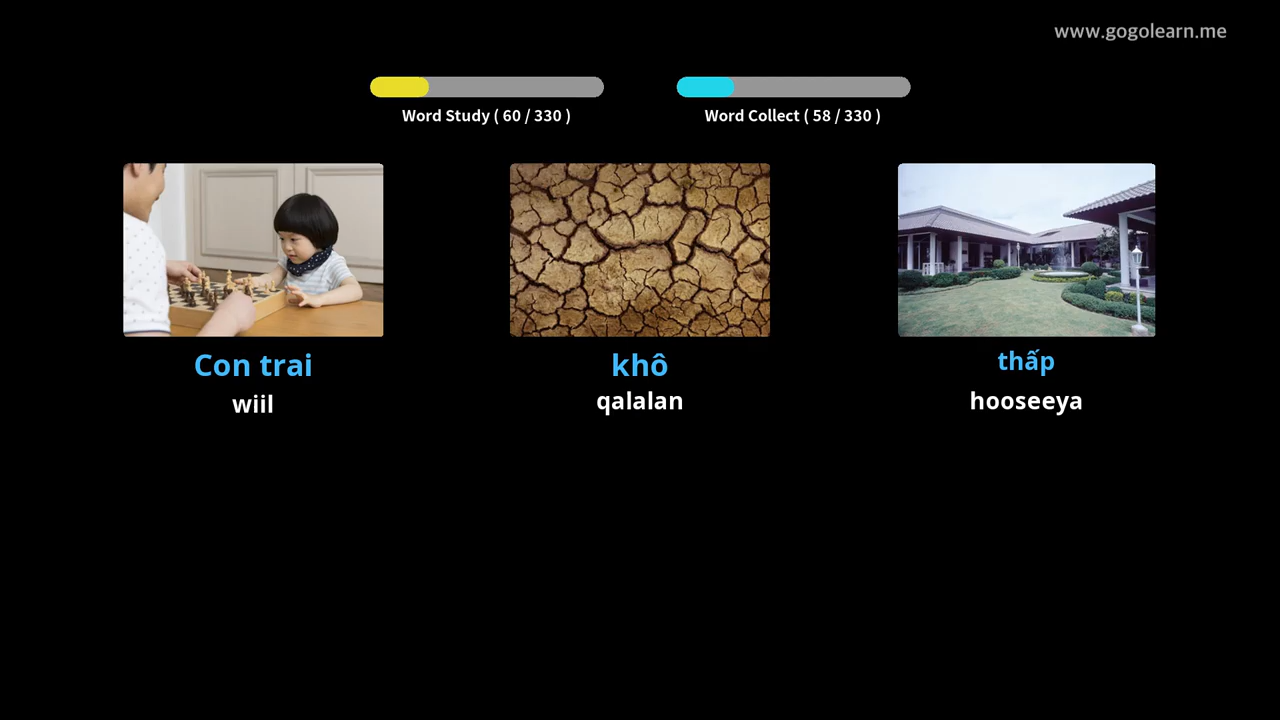 www.gogolearn.me
Word Study ( 60 / 330 )
Word Collect ( 58 / 330 )
Con trai
wiil
khô
qalalan
thấp
hooseeya